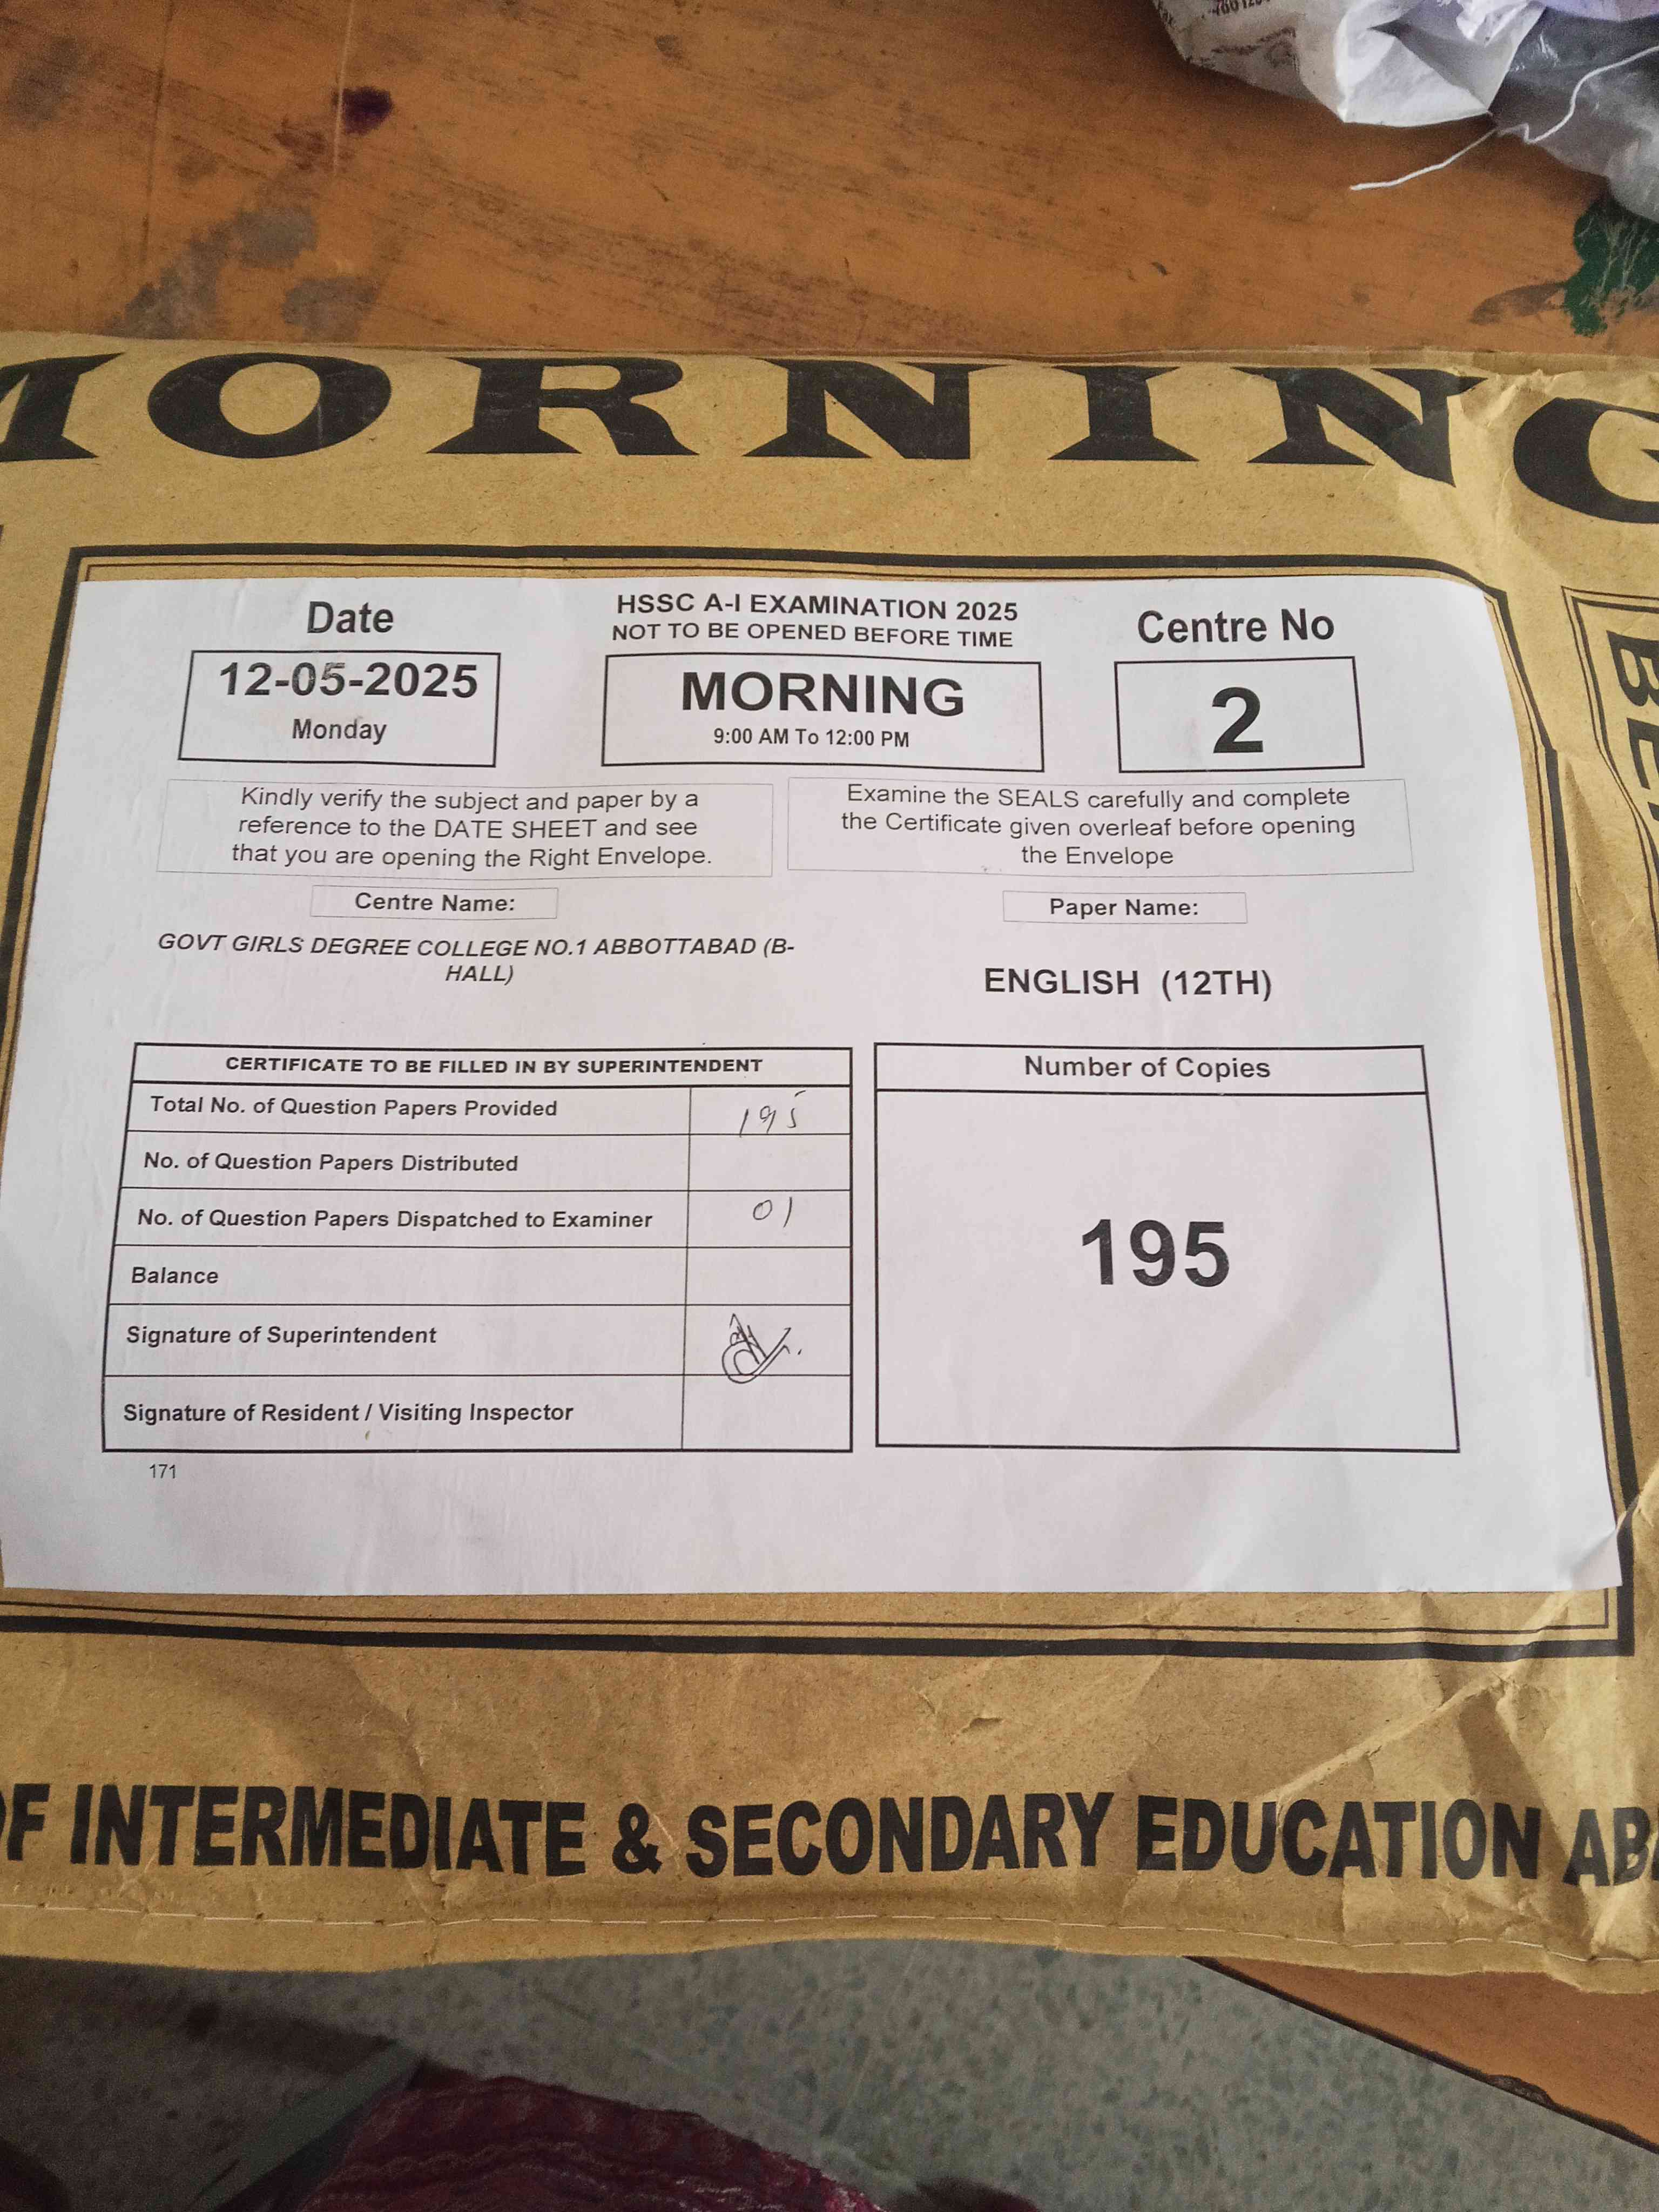 MORNING
Date
HSSC A-I EXAMINATION 2025
NOT TO BE OPENED BEFORE TIME
Centre No
12-05-2025
Monday
MORNING
9:00 AM To 12:00 PM
2
Kindly verify the subject and paper by a
reference to the DATE SHEET and see
that you are opening the Right Envelope.
Examine the SEALS carefully and complete
the Certificate given overleaf before opening
the Envelope
Centre Name:
Paper Name:
GOVT GIRLS DEGREE COLLEGE NO.1 ABBOTTABAD (B-
HALL)
ENGLISH (12TH)
CERTIFICATE TO BE FILLED IN BY SUPERINTENDENT
Total No. of Question Papers Provided 195
No. of Question Papers Distributed
No. of Question Papers Dispatched to Examiner 01
Balance
Signature of Superintendent
Signature of Resident / Visiting Inspector
Number of Copies
195
171
OF INTERMEDIATE & SECONDARY EDUCATION AB